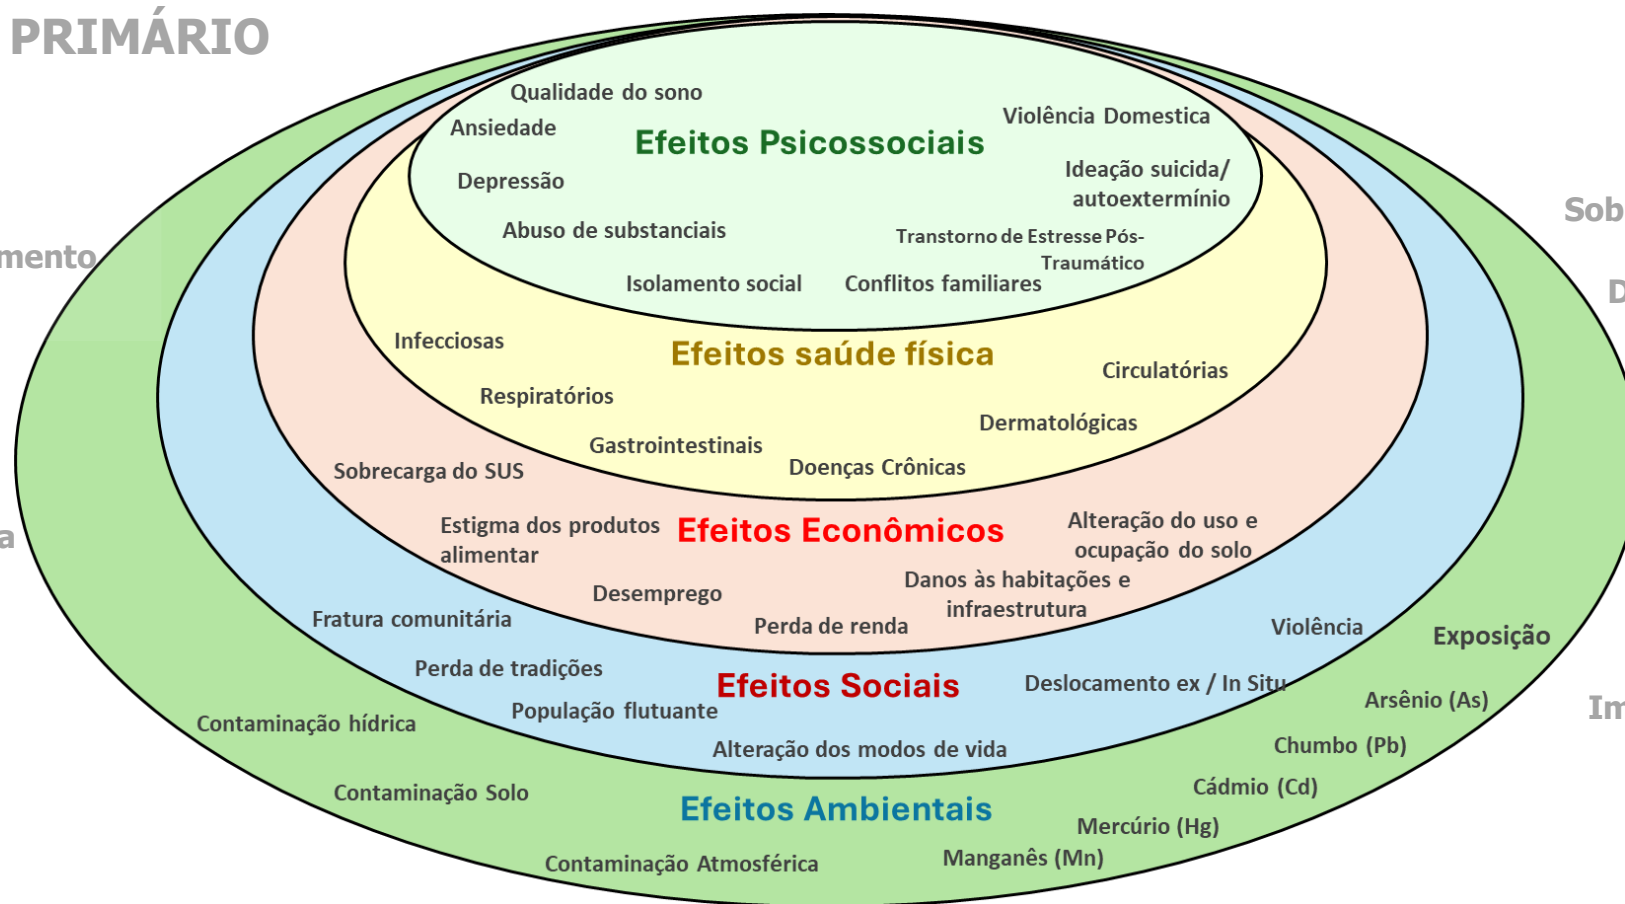 PRIMÁRIO
Qualidade do sono
Violência Domestica
Ansiedade
Efeitos Psicossociais
Ideação suicida/
autoextermínio
Depressão
Abuso de substanciais
Transtorno de Estresse Pós-
Traumático
Isolamento social
Conflitos familiares
Sob
mento
D
Infecciosas
Efeitos saúde física
Circulatórias
Respiratórios
Dermatológicas
Gastrointestinais
Doenças Crônicas
Sobrecarga do SUS
Estigma dos produtos
alimentar
Efeitos Econômicos
Alteração do uso e
ocupação do solo
a
Desemprego
Danos às habitações e
infraestrutura
Perda de renda
Fratura comunitária
Violência
Exposição
Perda de tradições
Efeitos Sociais
Deslocamento ex / In Situ
População flutuante
Arsênio (As)
Im
Contaminação hídrica
Alteração dos modos de vida
Chumbo (Pb)
Contaminação Solo
Efeitos Ambientais
Cádmio (Cd)
Mercúrio (Hg)
Contaminação Atmosférica
Manganês (Mn)